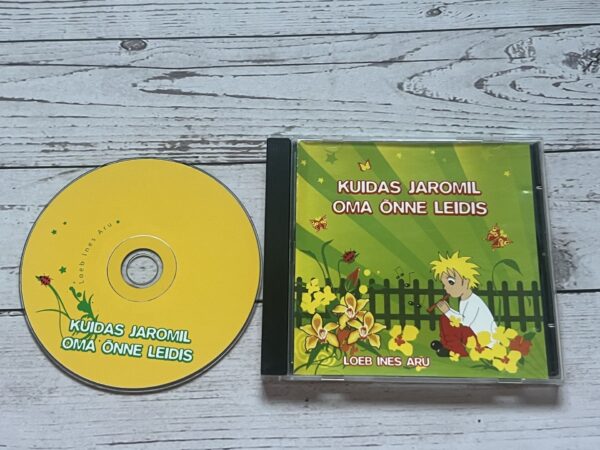 Loeb Ines Aru
KUIDAS JAROMIL
OMA ÕNNE LEIDIS
KUIDAS JAROMIL
OMA ÕNNE LEIDIS
LOEB INES ARU